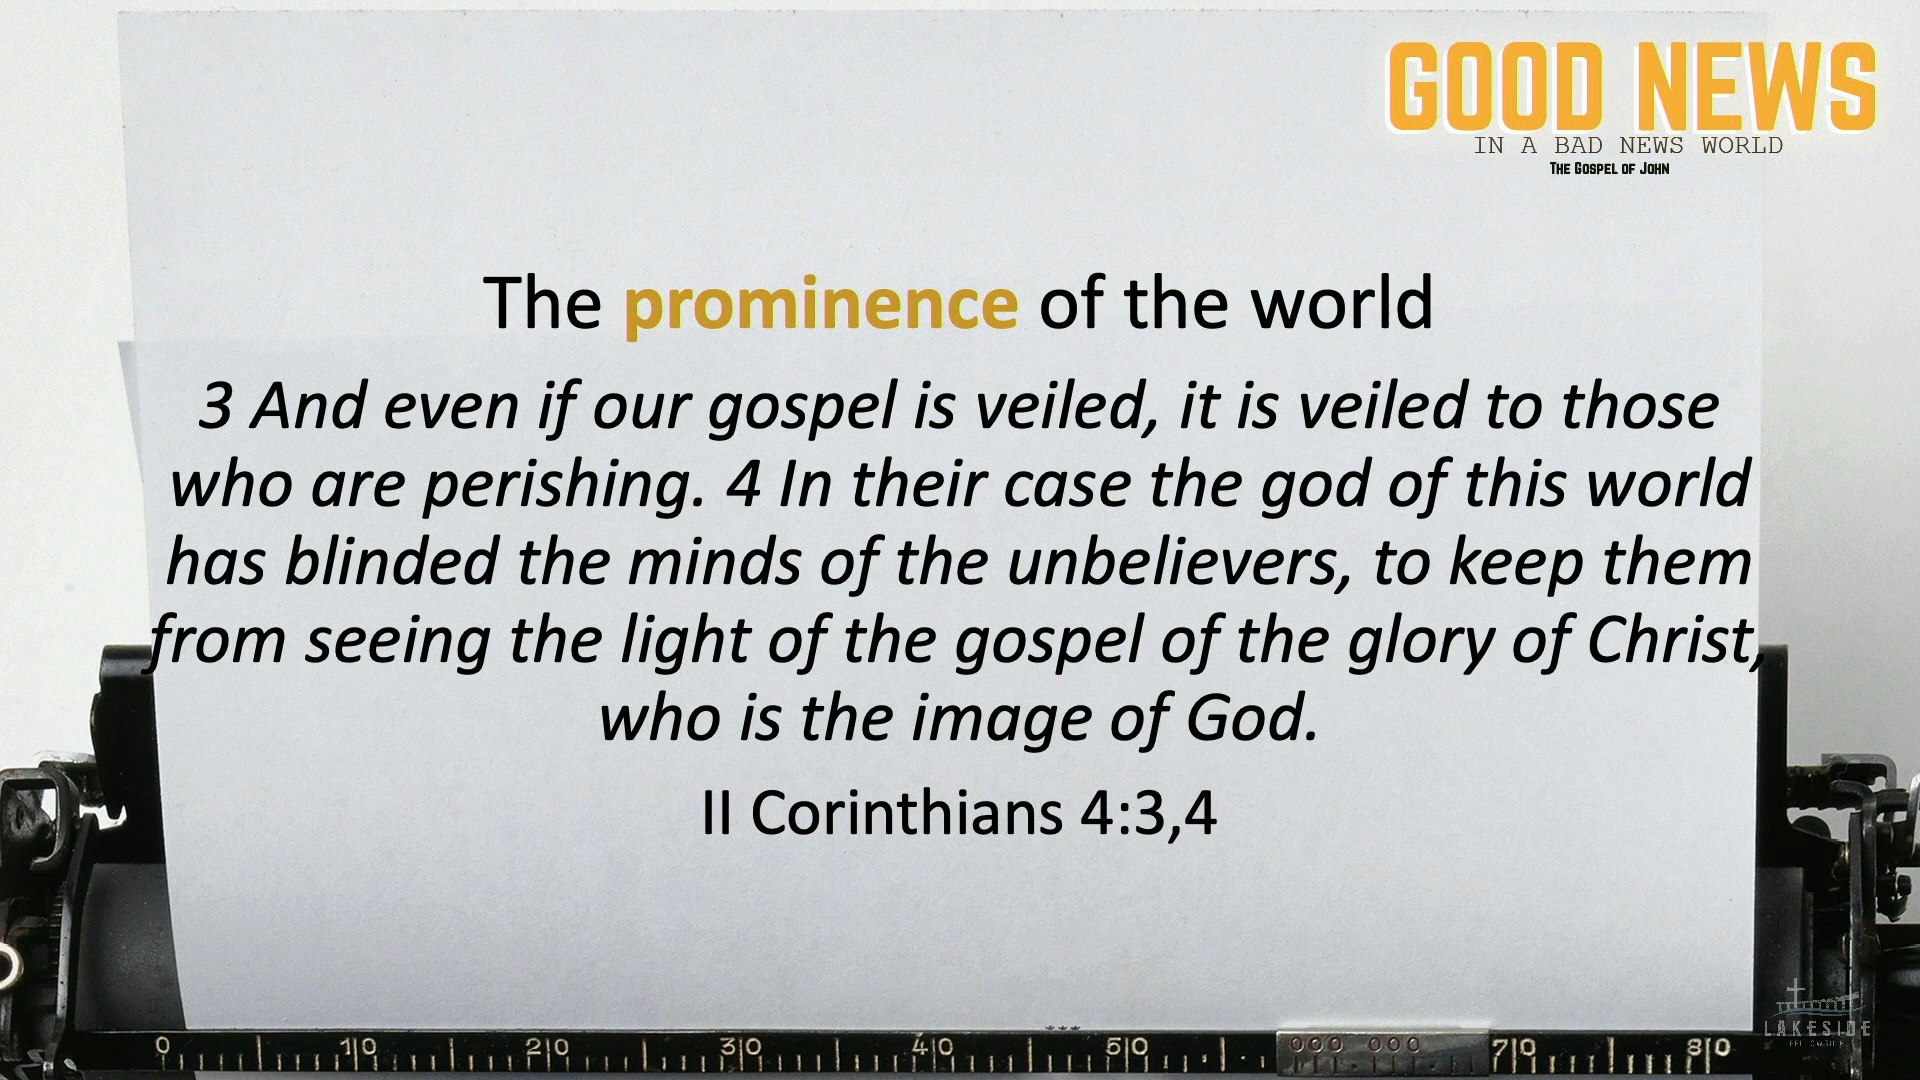 GOOD NEWS
IN A BAD NEWS WORLD
The Gospel of John
The prominence of the world
3 And even if our gospel is veiled, it is veiled to those
who are perishing. 4 In their case the god of this world
has blinded the minds of the unbelievers, to keep them
from seeing the light of the gospel of the glory of Christ,
who is the image of God.
II Corinthians 4:3,4
0 10 20 30 40 50 000 000 70 80
LAKESIDE